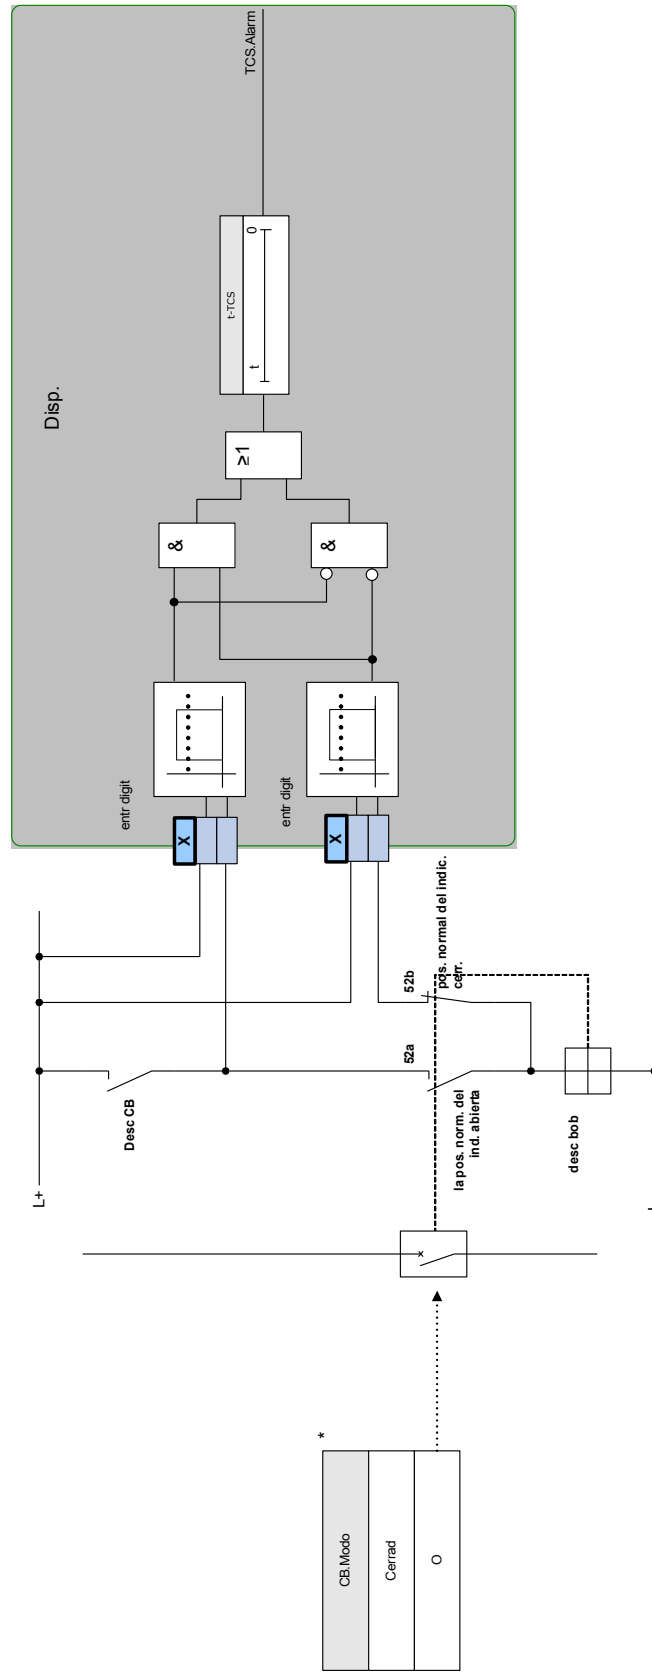 Disp.
TCS.Alarm
t-TCS
t
0
≥1
&
&
entr digit
entr digit
X
X
L+
Desc CB
52a
52b
la pos. norm. del
ind. abierta
pos. normal del indic.
cerr.
desc bob
*
CB.Modo
Cerrad
O